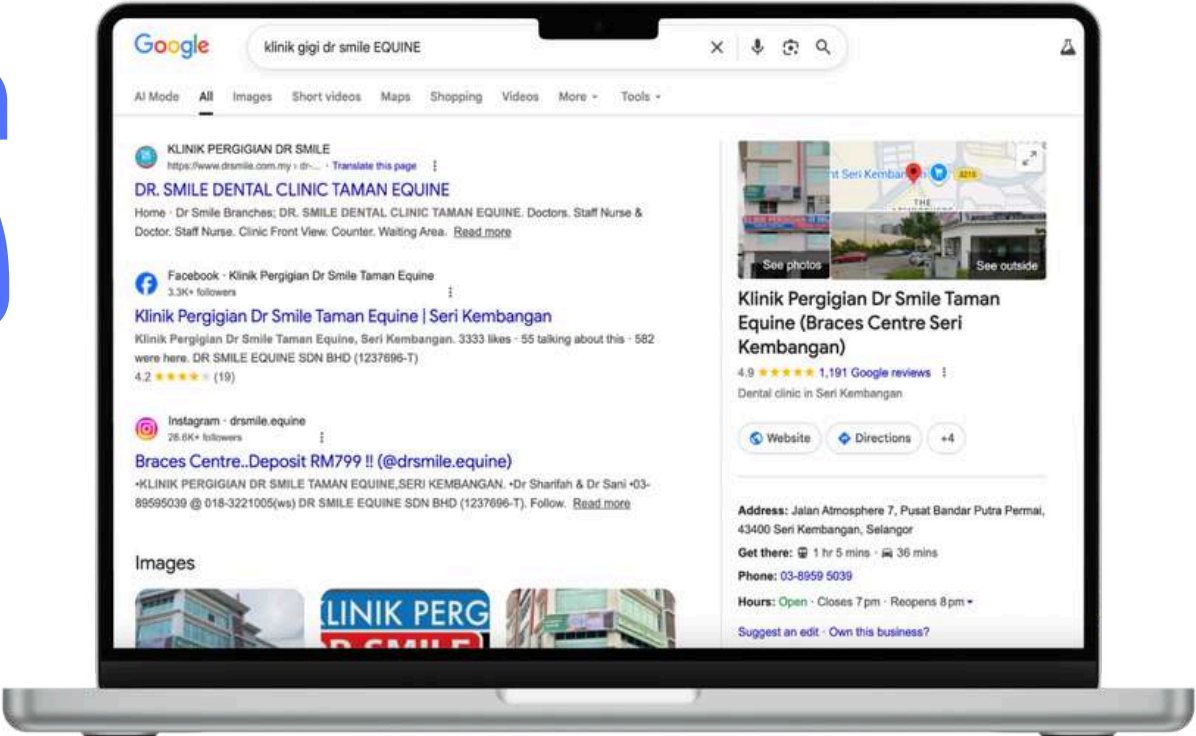 Google
klinik gigi dr smile EQUINE
AI Mode All Images Short videos Maps Shopping Videos More Tools
KLINIK PERGIGIAN DR SMILE
https://www.drsmile.com.my › dr-... · Translate this page
DR. SMILE DENTAL CLINIC TAMAN EQUINE
Home · Dr Smile Branches; DR. SMILE DENTAL CLINIC TAMAN EQUINE. Doctors. Staff Nurse &
Doctor. Staff Nurse. Clinic Front View. Counter. Waiting Area. Read more
Facebook · Klinik Pergigian Dr Smile Taman Equine
3.3K+ followers
Klinik Pergigian Dr Smile Taman Equine | Seri Kembangan
Klinik Pergigian Dr Smile Taman Equine, Seri Kembangan. 3333 likes · 55 talking about this · 582
were here. DR SMILE EQUINE SDN BHD (1237696-T)
4.2 ★★★★★ (19)
Instagram · drsmile.equine
26.6K+ followers
Braces Centre..Deposit RM799 !! (@drsmile.equine)
•KLINIK PERGIGIAN DR SMILE TAMAN EQUINE,SERI KEMBANGAN. •Dr Sharifah & Dr Sani •03-
89595039 @ 018-3221005(ws) DR SMILE EQUINE SDN BHD (1237696-T). Follow. Read more
Images
KLINIK PERG
DR SMILE
nt Seri Kemban
THE
See photos
See outside
Klinik Pergigian Dr Smile Taman
Equine (Braces Centre Seri
Kembangan)
4.9 ★★★★★ 1,191 Google reviews
Dental clinic in Seri Kembangan
Website Directions +4
Address: Jalan Atmosphere 7, Pusat Bandar Putra Permai,
43400 Seri Kembangan, Selangor
Get there: 1 hr 5 mins · 36 mins
Phone: 03-8959 5039
Hours: Open · Closes 7 pm · Reopens 8 pm
Suggest an edit · Own this business?